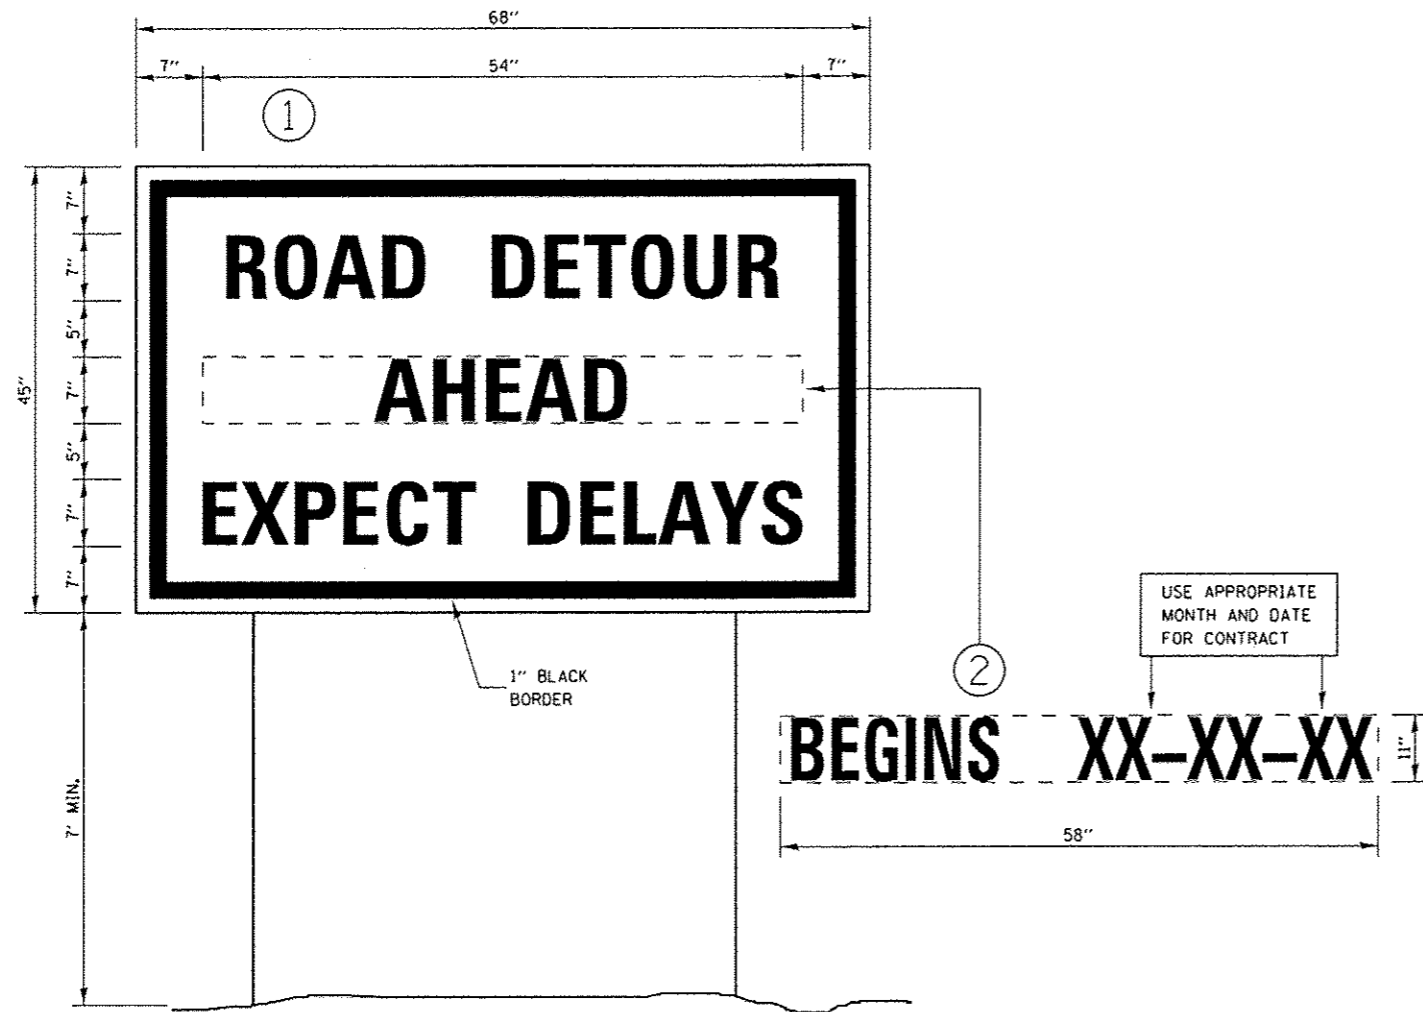 68"
7" 54" 7"
1
7"
7"
5"
7"
5"
7"
7"
45"
ROAD DETOUR
AHEAD
EXPECT DELAYS
1" BLACK
BORDER
7' MIN.
USE APPROPRIATE
MONTH AND DATE
FOR CONTRACT
2
BEGINS XX-XX-XX
11"
58"